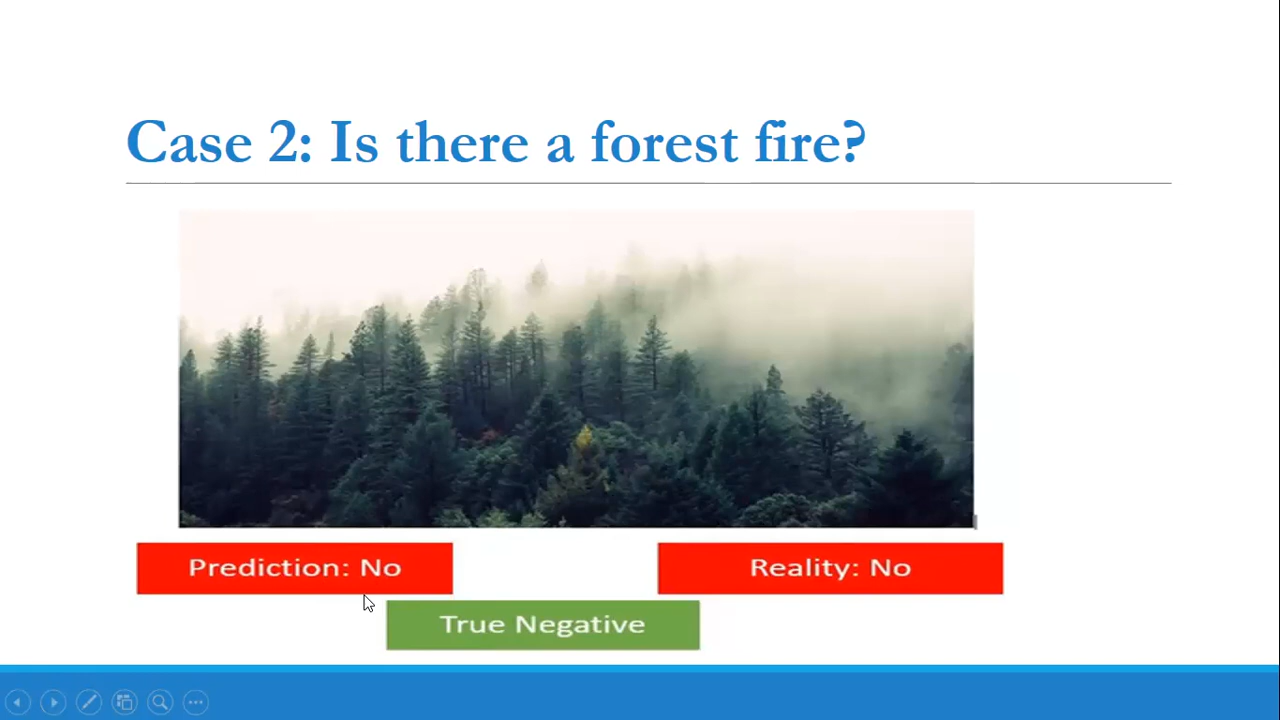 Case 2: Is there a forest fire?
Prediction: No
Reality: No
True Negative